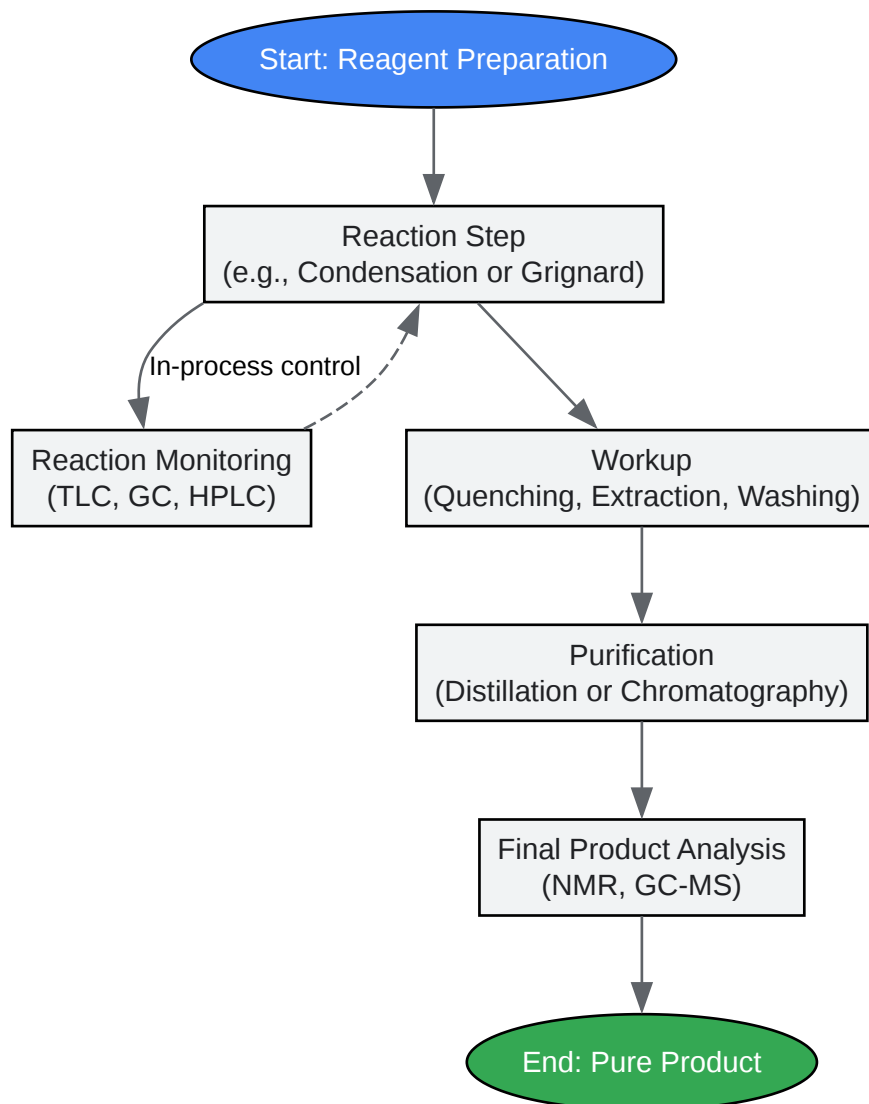 Start: Reagent Preparation
Reaction Step
(e.g., Condensation or Grignard)
In-process control
Reaction Monitoring
(TLC, GC, HPLC)
Workup
(Quenching, Extraction, Washing)
Purification
(Distillation or Chromatography)
Final Product Analysis
(NMR, GC-MS)
End: Pure Product